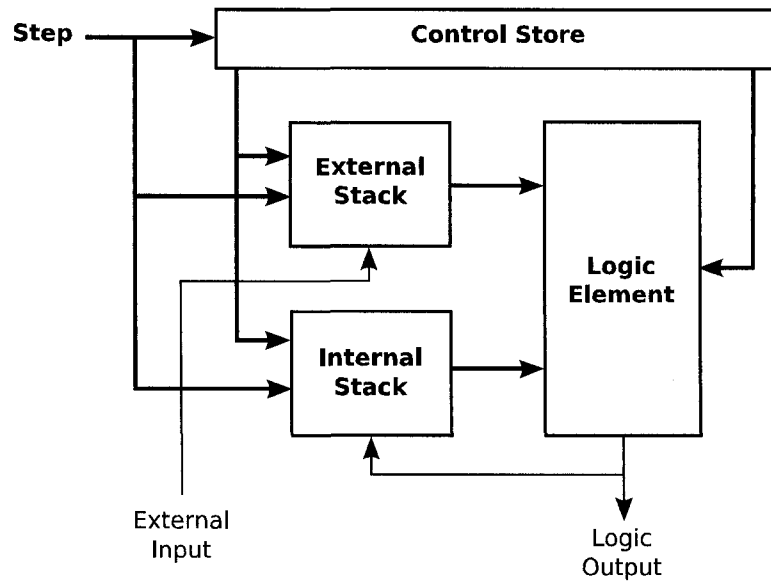 Step
Control Store
External
Stack
Logic
Element
Internal
Stack
External
Input
Logic
Output